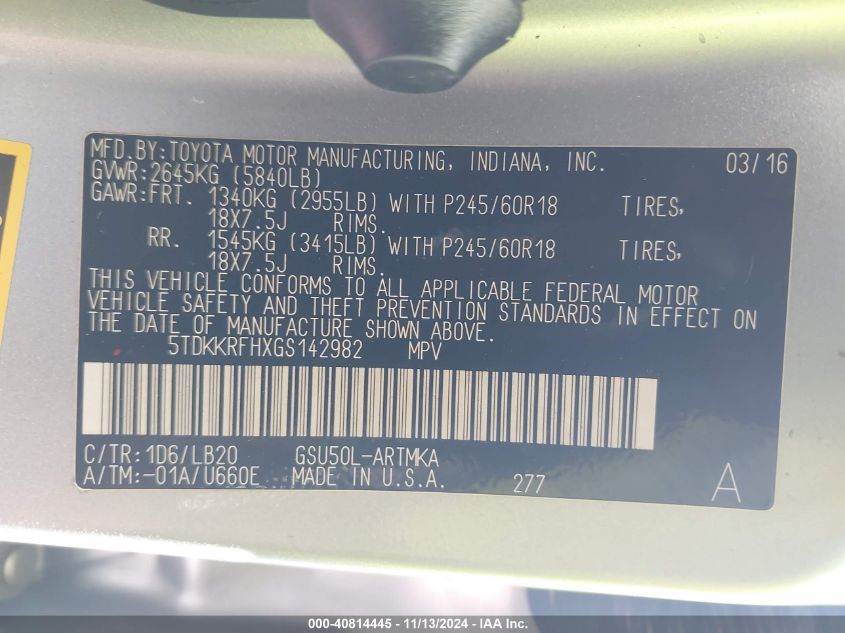 MFD.BY:TOYOTA MOTOR MANUFACTURING, INDIANA, INC. 03/16
GVWR:2645KG (5840LB)
GAWR:FRT. 1340KG (2955LB) WITH P245/60R18 TIRES,
18X7.5J RIMS.
RR. 1545KG (3415LB) WITH P245/60R18 TIRES,
18X7.5J RIMS.
THIS VEHICLE CONFORMS TO ALL APPLICABLE FEDERAL MOTOR
VEHICLE SAFETY AND THEFT PREVENTION STANDARDS IN EFFECT ON
THE DATE OF MANUFACTURE SHOWN ABOVE.
5TDKKRFHXGS142982 MPV
C/TR:1D6/LB20 GSU50L-ARTMKA
A/TM:-01A/U660E MADE IN U.S.A. 277 A
000-40814445 - 11/13/2024 - IAA Inc.